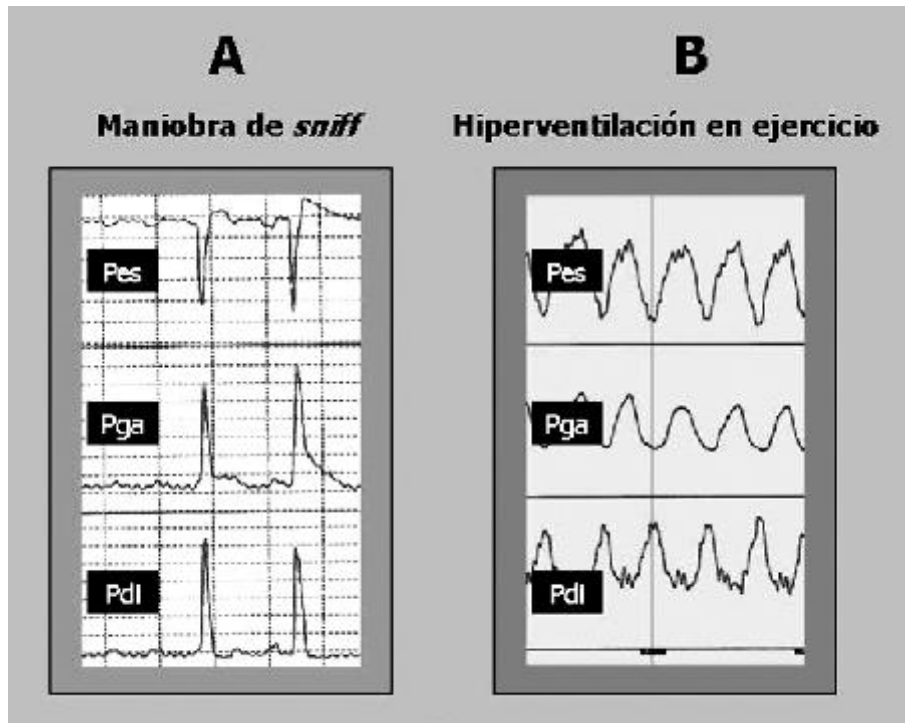 A
Maniobra de sniff
Pes
Pga
Pdi
B
Hiperventilación en ejercicio
Pes
Pga
Pdi